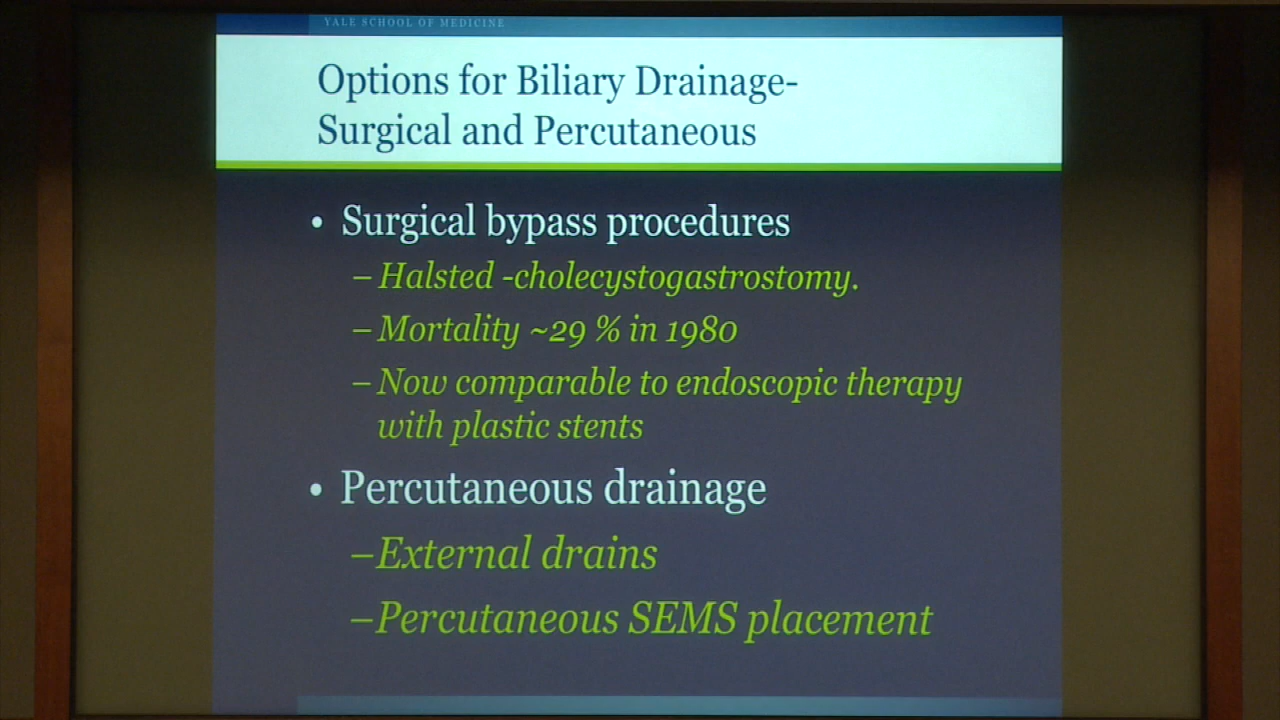 YALE SCHOOL OF MEDICINE
Options for Biliary Drainage-
Surgical and Percutaneous
• Surgical bypass procedures
– Halsted -cholecystogastrostomy.
– Mortality ~29 % in 1980
– Now comparable to endoscopic therapy
with plastic stents
• Percutaneous drainage
– External drains
– Percutaneous SEMS placement